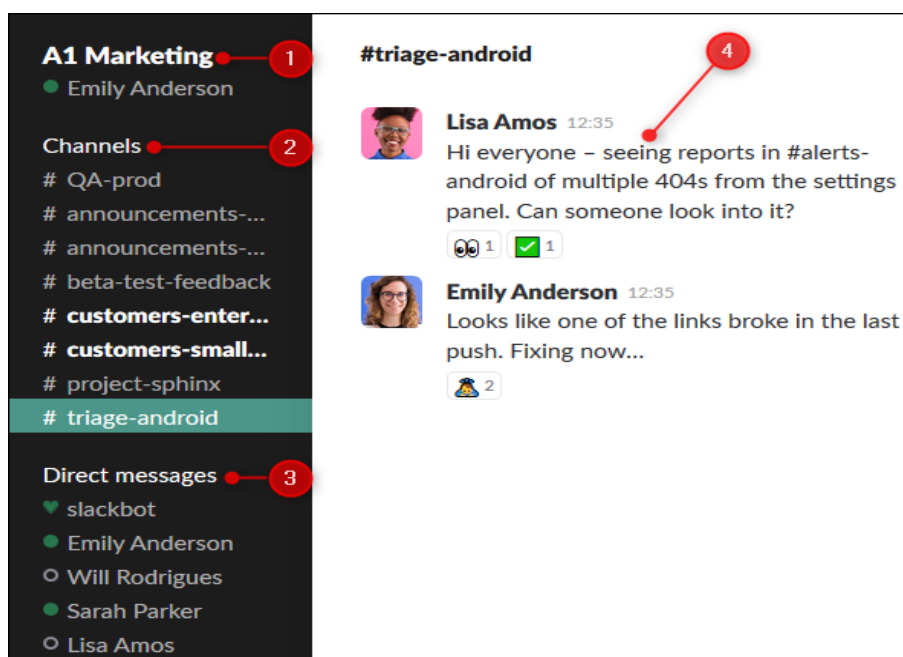 A1 Marketing
1
Emily Anderson
Channels
2
# QA-prod
# announcements-...
# announcements-...
# beta-test-feedback
# customers-enter...
# customers-small...
# project-sphinx
# triage-android
Direct messages
3
slackbot
Emily Anderson
Will Rodrigues
Sarah Parker
Lisa Amos
#triage-android
4
Lisa Amos 12:35
Hi everyone – seeing reports in #alerts-
android of multiple 404s from the settings
panel. Can someone look into it?
1 1
Emily Anderson 12:35
Looks like one of the links broke in the last
push. Fixing now...
2